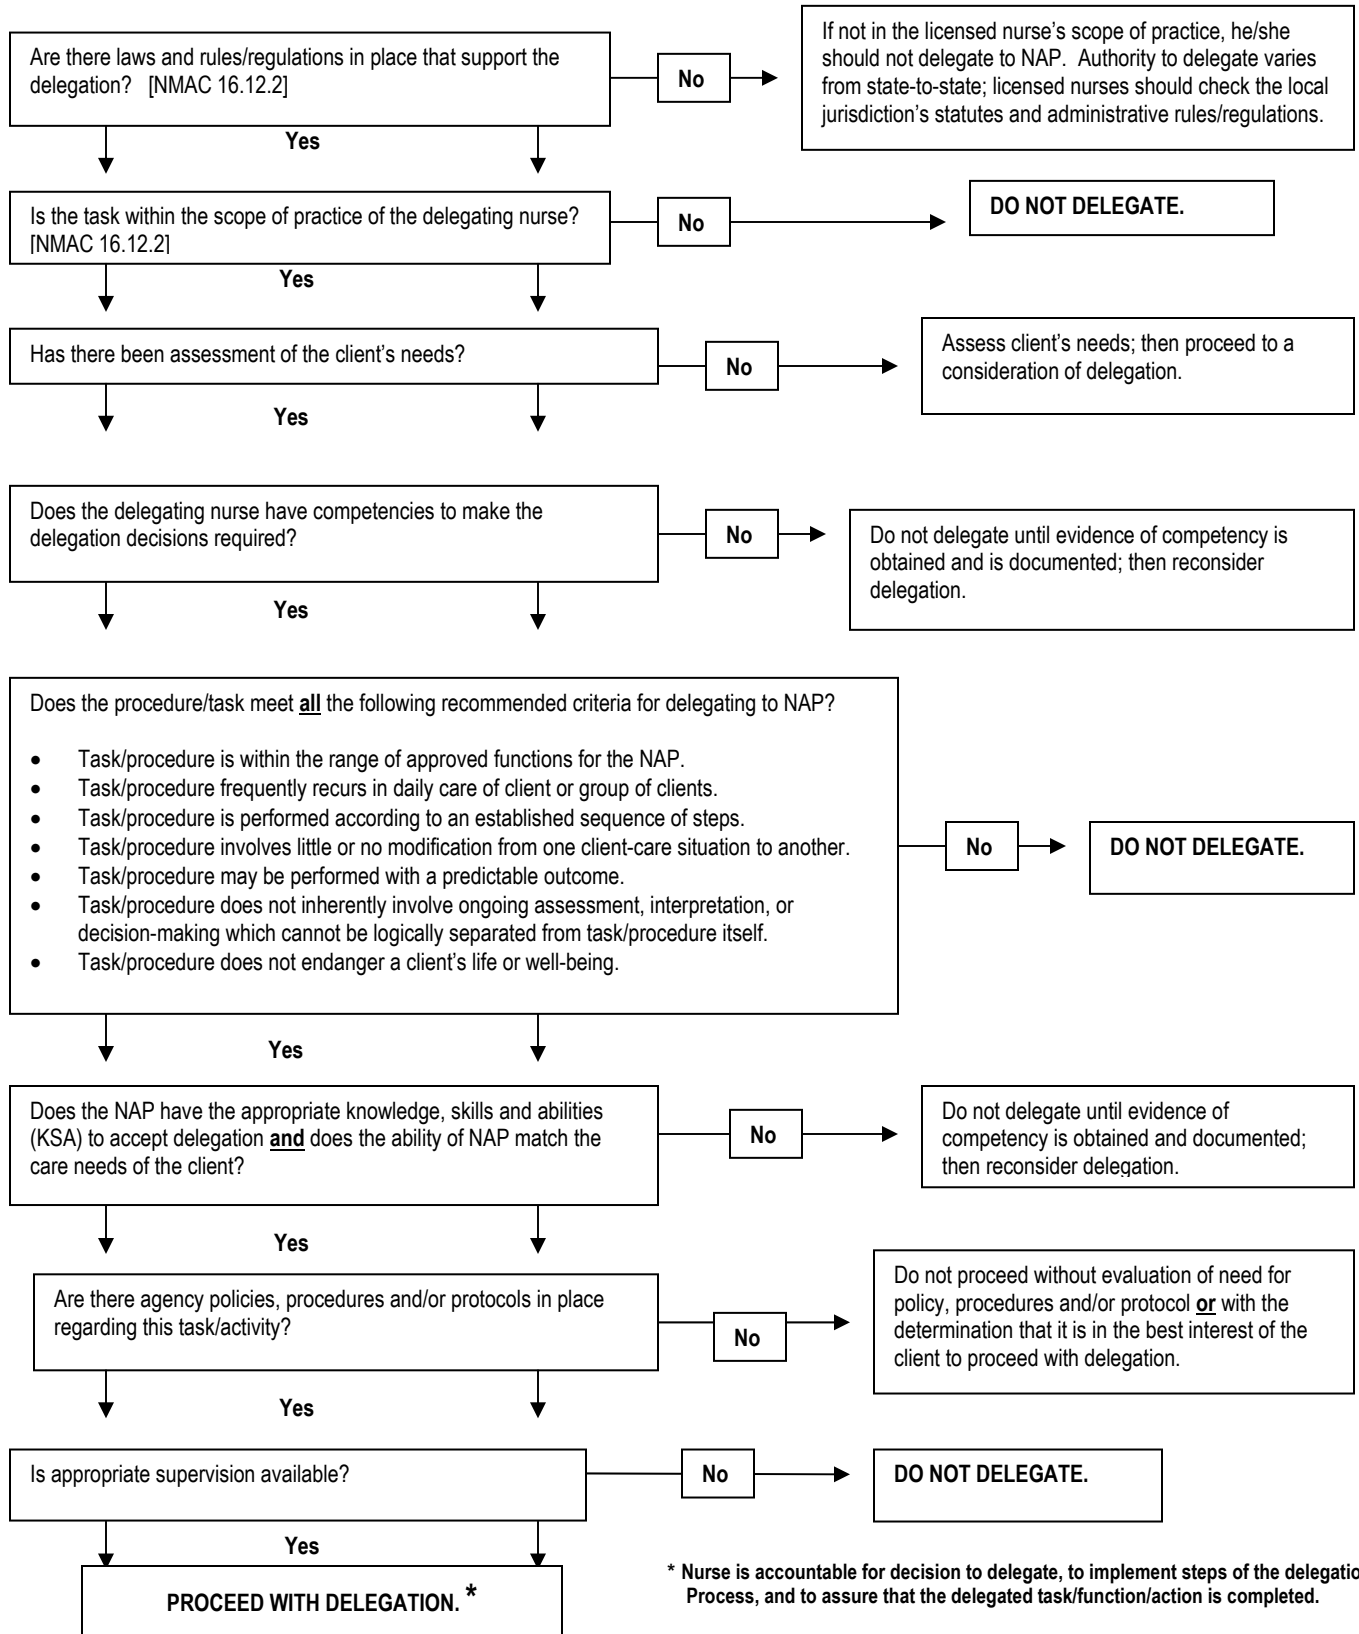 Are there laws and rules/regulations in place that support the
delegation? [NMAC 16.12.2]
No
If not in the licensed nurse's scope of practice, he/she
should not delegate to NAP. Authority to delegate varies
from state-to-state; licensed nurses should check the local
jurisdiction's statutes and administrative rules/regulations.
Yes
Is the task within the scope of practice of the delegating nurse?
[NMAC 16.12.2]
No
DO NOT DELEGATE.
Yes
Has there been assessment of the client's needs?
No
Assess client's needs; then proceed to a
consideration of delegation.
Yes
Does the delegating nurse have competencies to make the
delegation decisions required?
No
Do not delegate until evidence of competency is
obtained and is documented; then reconsider
delegation.
Yes
Does the procedure/task meet all the following recommended criteria for delegating to NAP?
• Task/procedure is within the range of approved functions for the NAP.
• Task/procedure frequently recurs in daily care of client or group of clients.
• Task/procedure is performed according to an established sequence of steps.
• Task/procedure involves little or no modification from one client-care situation to another.
• Task/procedure may be performed with a predictable outcome.
• Task/procedure does not inherently involve ongoing assessment, interpretation, or
decision-making which cannot be logically separated from task/procedure itself.
• Task/procedure does not endanger a client's life or well-being.
No
DO NOT DELEGATE.
Yes
Does the NAP have the appropriate knowledge, skills and abilities
(KSA) to accept delegation and does the ability of NAP match the
care needs of the client?
No
Do not delegate until evidence of
competency is obtained and documented;
then reconsider delegation.
Yes
Are there agency policies, procedures and/or protocols in place
regarding this task/activity?
No
Do not proceed without evaluation of need for
policy, procedures and/or protocol or with the
determination that it is in the best interest of the
client to proceed with delegation.
Yes
Is appropriate supervision available?
No
DO NOT DELEGATE.
Yes
PROCEED WITH DELEGATION. *
* Nurse is accountable for decision to delegate, to implement steps of the delegatio
Process, and to assure that the delegated task/function/action is completed.